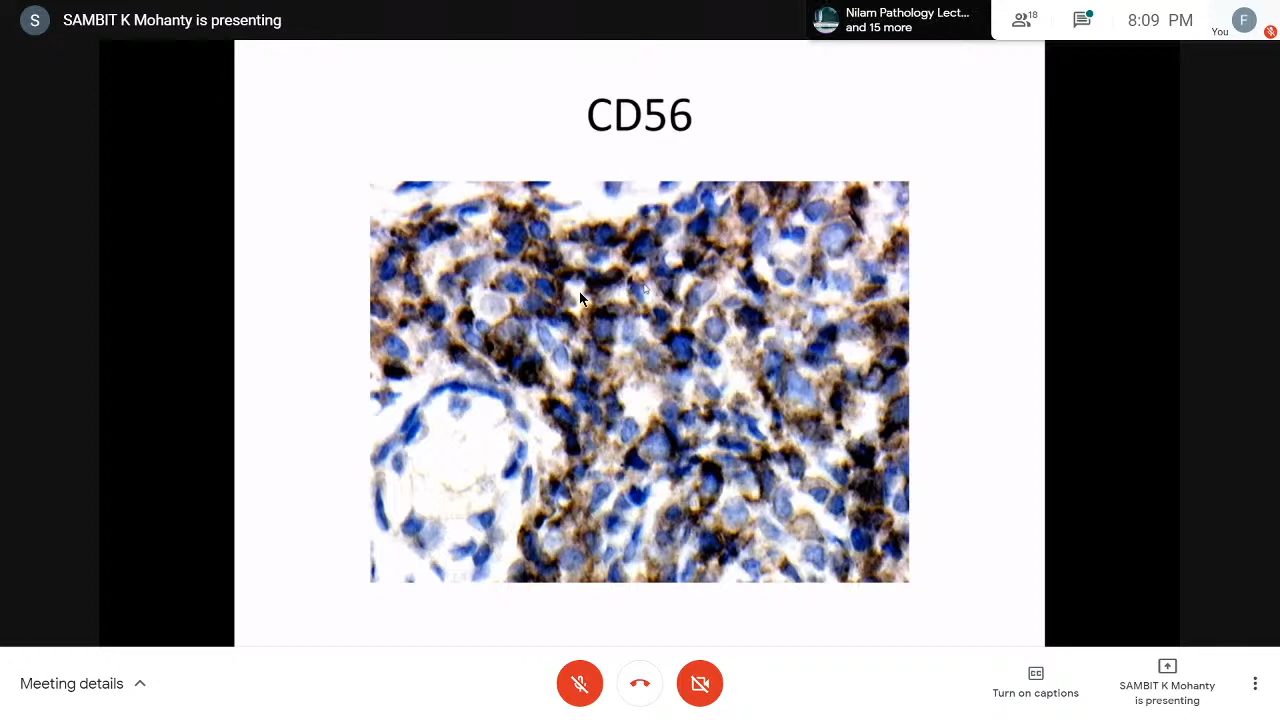 S SAMBIT K Mohanty is presenting
Nilam Pathology Lect...
and 15 more
18
8:09 PM
You
F
CD56
Meeting details
CC
Turn on captions
SAMBIT K Mohanty
is presenting